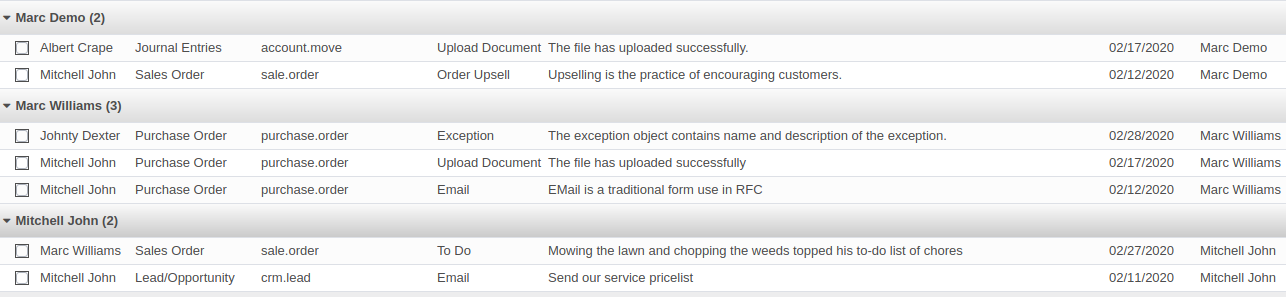 Marc Demo (2)
Albert Crape Journal Entries account.move Upload Document The file has uploaded successfully. 02/17/2020 Marc Demo
Mitchell John Sales Order sale.order Order Upsell Upselling is the practice of encouraging customers. 02/12/2020 Marc Demo
Marc Williams (3)
Johnty Dexter Purchase Order purchase.order Exception The exception object contains name and description of the exception. 02/28/2020 Marc Williams
Mitchell John Purchase Order purchase.order Upload Document The file has uploaded successfully 02/17/2020 Marc Williams
Mitchell John Purchase Order purchase.order Email EMail is a traditional form use in RFC 02/12/2020 Marc Williams
Mitchell John (2)
Marc Williams Sales Order sale.order To Do Mowing the lawn and chopping the weeds topped his to-do list of chores 02/27/2020 Mitchell John
Mitchell John Lead/Opportunity crm.lead Email Send our service pricelist 02/11/2020 Mitchell John